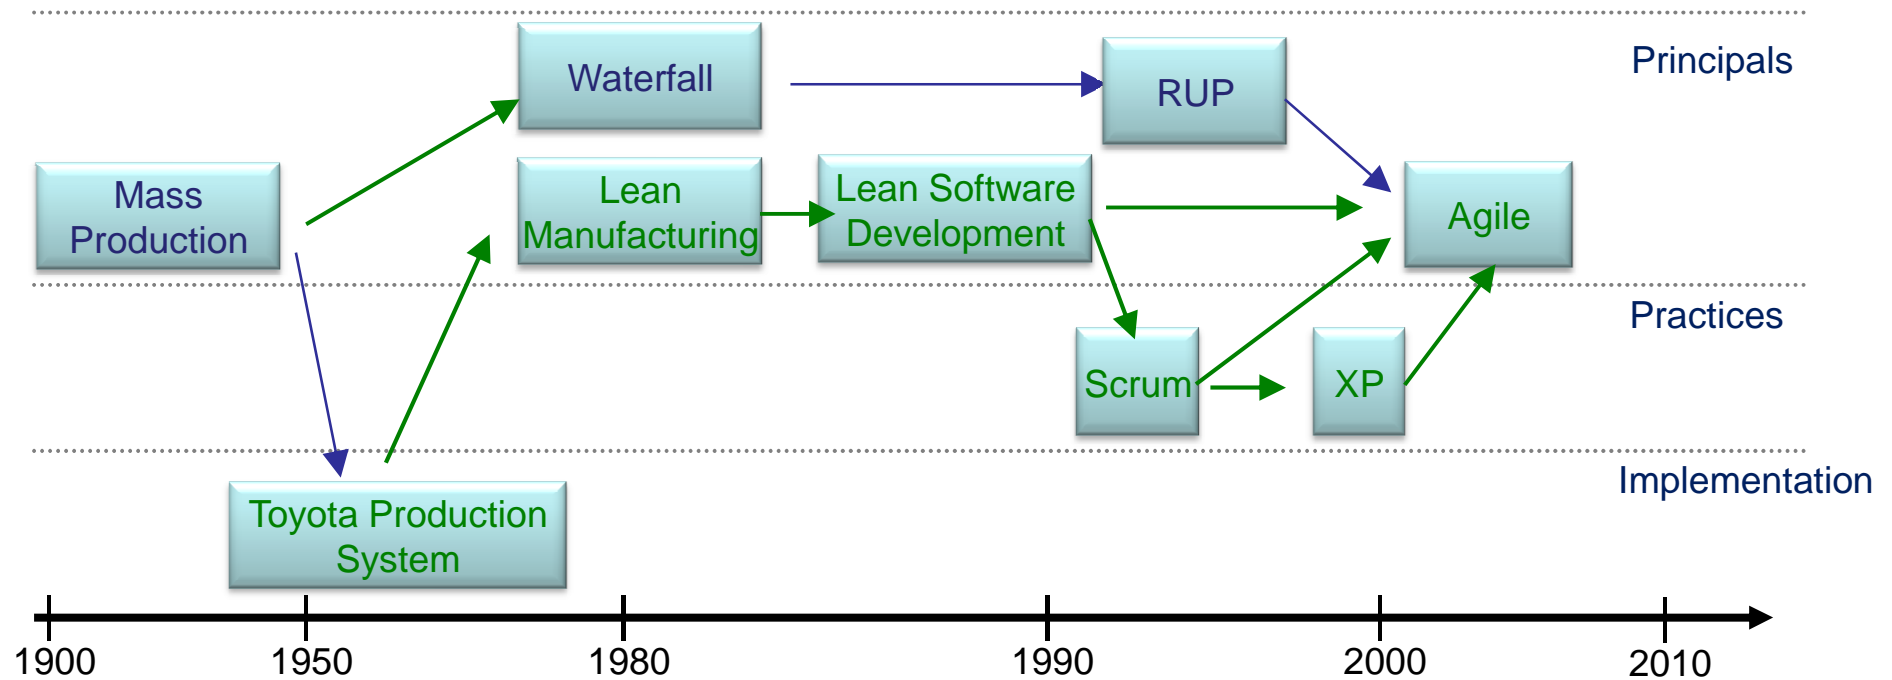 Waterfall
RUP
Principals
Mass
Production
Lean
Manufacturing
Lean Software
Development
Agile
Practices
Scrum
XP
Implementation
Toyota Production
System
1900
1950
1980
1990
2000
2010